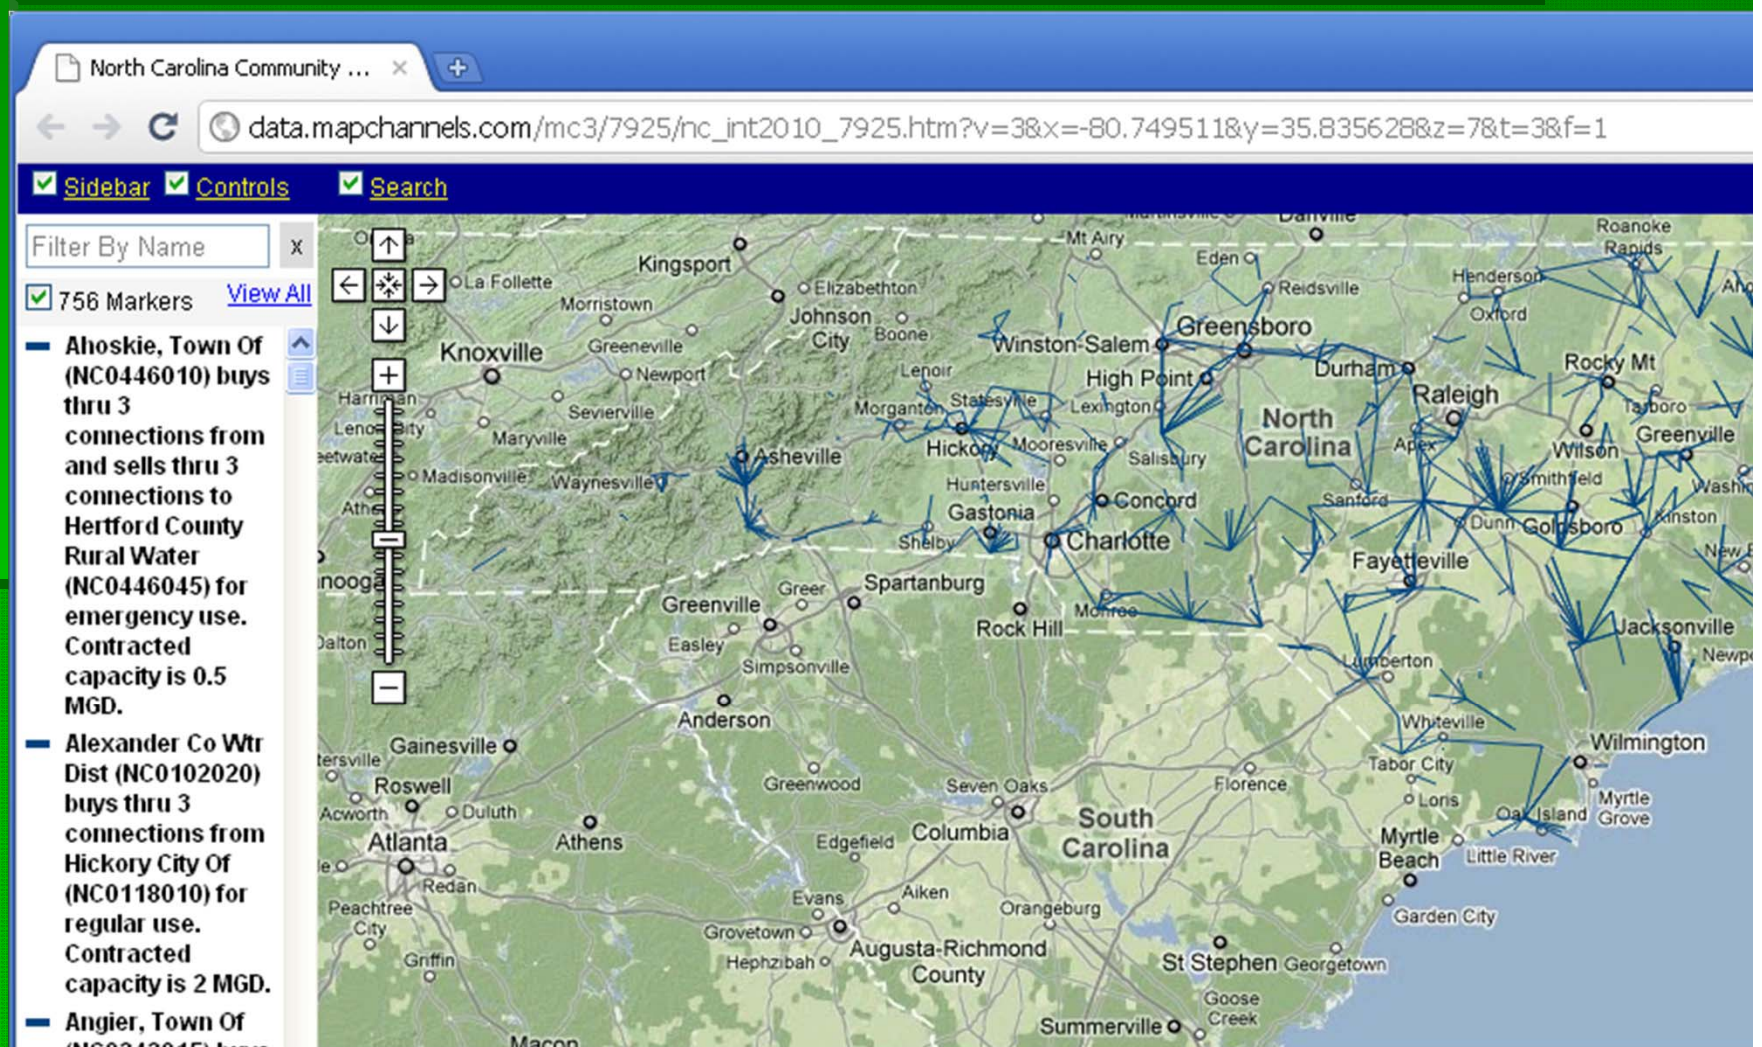 North Carolina Community ...
data.mapchannels.com/mc3/7925/nc_int2010_7925.htm?v=3&x=-80.749511&y=35.835628&z=7&t=3&f=1
Sidebar Controls Search
Filter By Name x
756 Markers View All
Ahoskie, Town Of
(NC0446010) buys
thru 3
connections from
and sells thru 3
connections to
Hertford County
Rural Water
(NC0446045) for
emergency use.
Contracted
capacity is 0.5
MGD.
Alexander Co Wtr
Dist (NC0102020)
buys thru 3
connections from
Hickory City Of
(NC0118010) for
regular use.
Contracted
capacity is 2 MGD.
Angier, Town Of
Danville
Roanoke
Rapids
Mt Airy
Eden
Kingsport
La Follette
Elizabethton
Reidsville
Henderson
Morristown
Johnson
City
Boone
Oxford
Greensboro
Winston-Salem
Knoxville
Greeneville
Newport
Lenoir
High Point
Durham
Rocky Mt
Harriman
Sevierville
Morganton
Statesville
Lexington
Raleigh
Tarboro
Lenoir City
Maryville
Hickory
Mooresville
Salisbury
North
Carolina
Apex
Wilson
Greenville
Asheville
Madisonville
Waynesville
Huntersville
Concord
Sanford
Smithfield
Gastonia
Charlotte
Shelby
Dunn
Goldsboro
Kinston
Fayetteville
Greer
Spartanburg
Greenville
Monroe
Rock Hill
Easley
Simpsonville
Dalton
Jacksonville
Lumberton
Anderson
Whiteville
Gainesville
Wilmington
Roswell
Greenwood
Seven Oaks
Florence
Tabor City
Acworth
Duluth
Loris
Oak Island
Myrtle
Grove
Atlanta
Athens
Edgefield
Columbia
South
Carolina
Myrtle
Beach
Little River
Redan
Peachtree
City
Evans
Aiken
Orangeburg
Garden City
Grovetown
Griffin
Hephzibah
Augusta-Richmond
County
St Stephen
Georgetown
Goose
Creek
Summerville
Macon